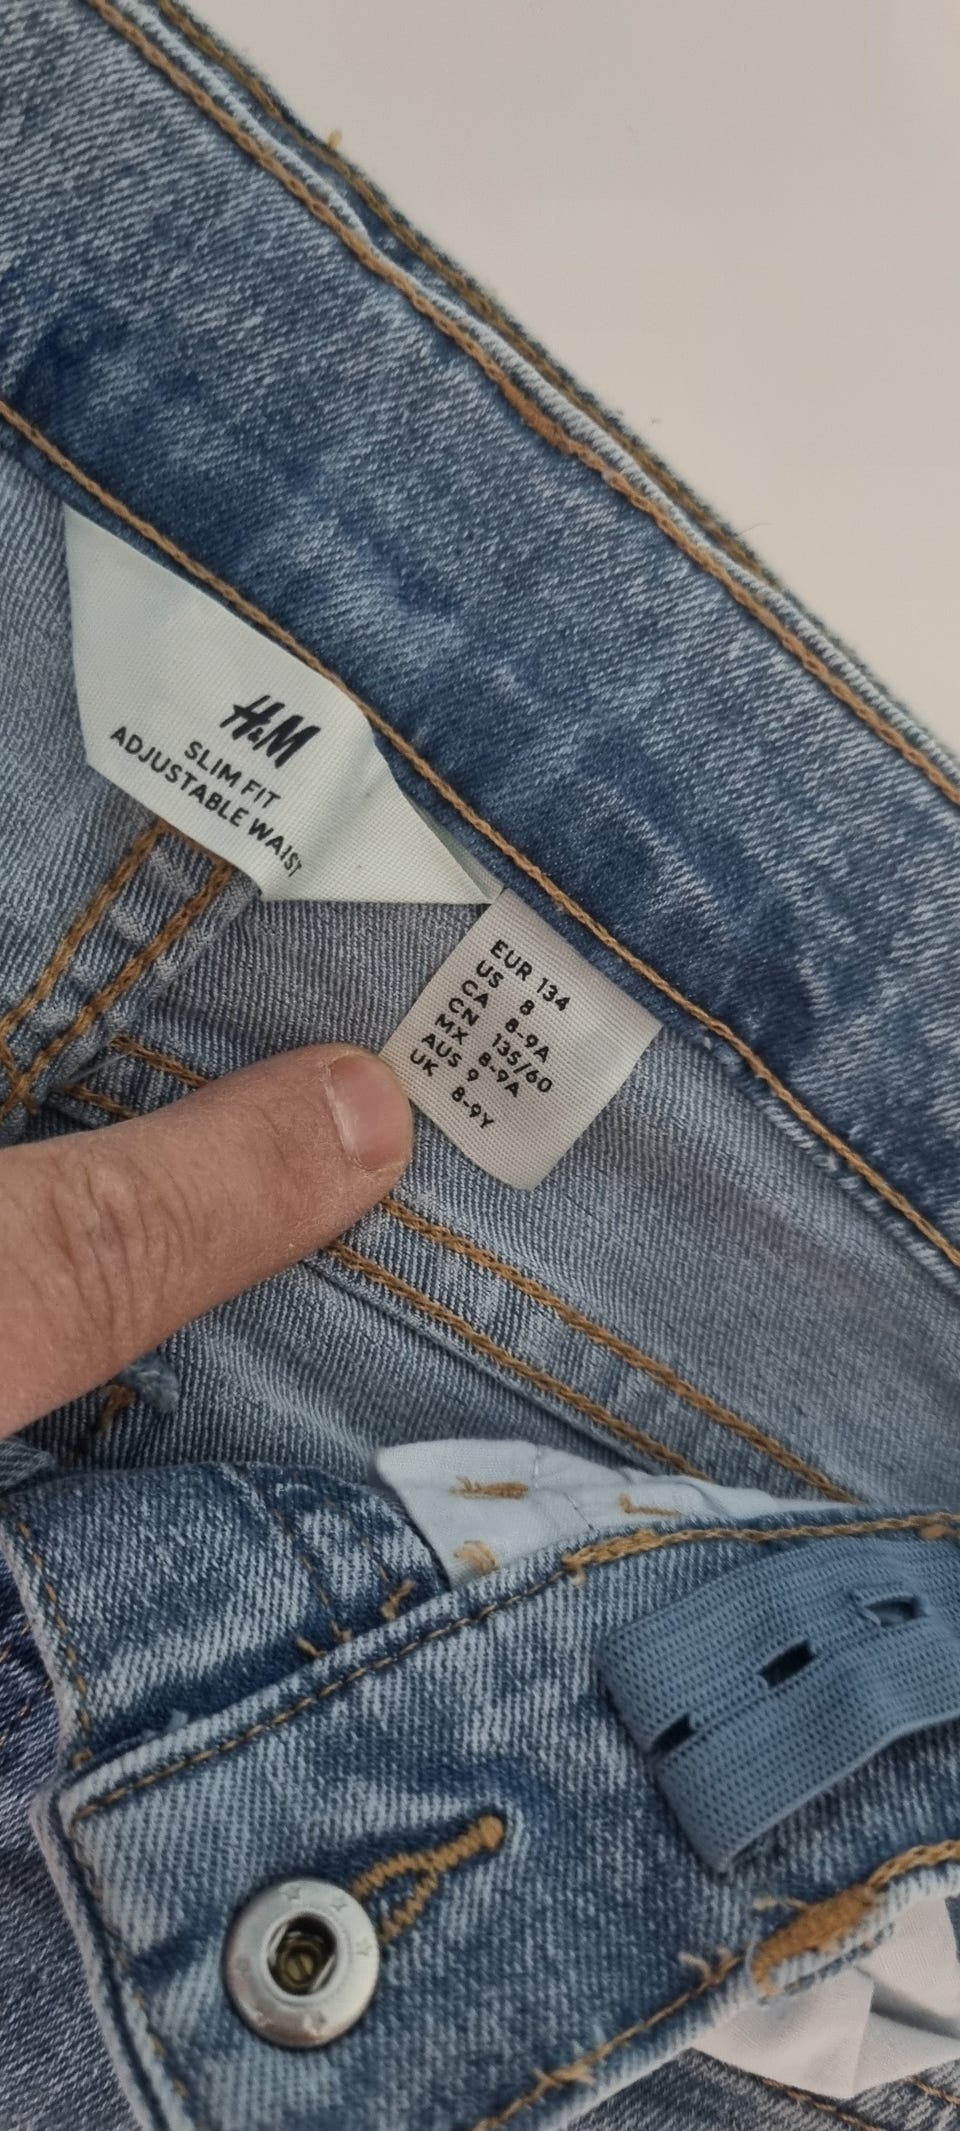 H&M
SLIM FIT
ADJUSTABLE WAIST
EUR 134
US 8
CA 8-9A
CN 135/60
MX 8-9A
AUS 9
UK 8-9Y